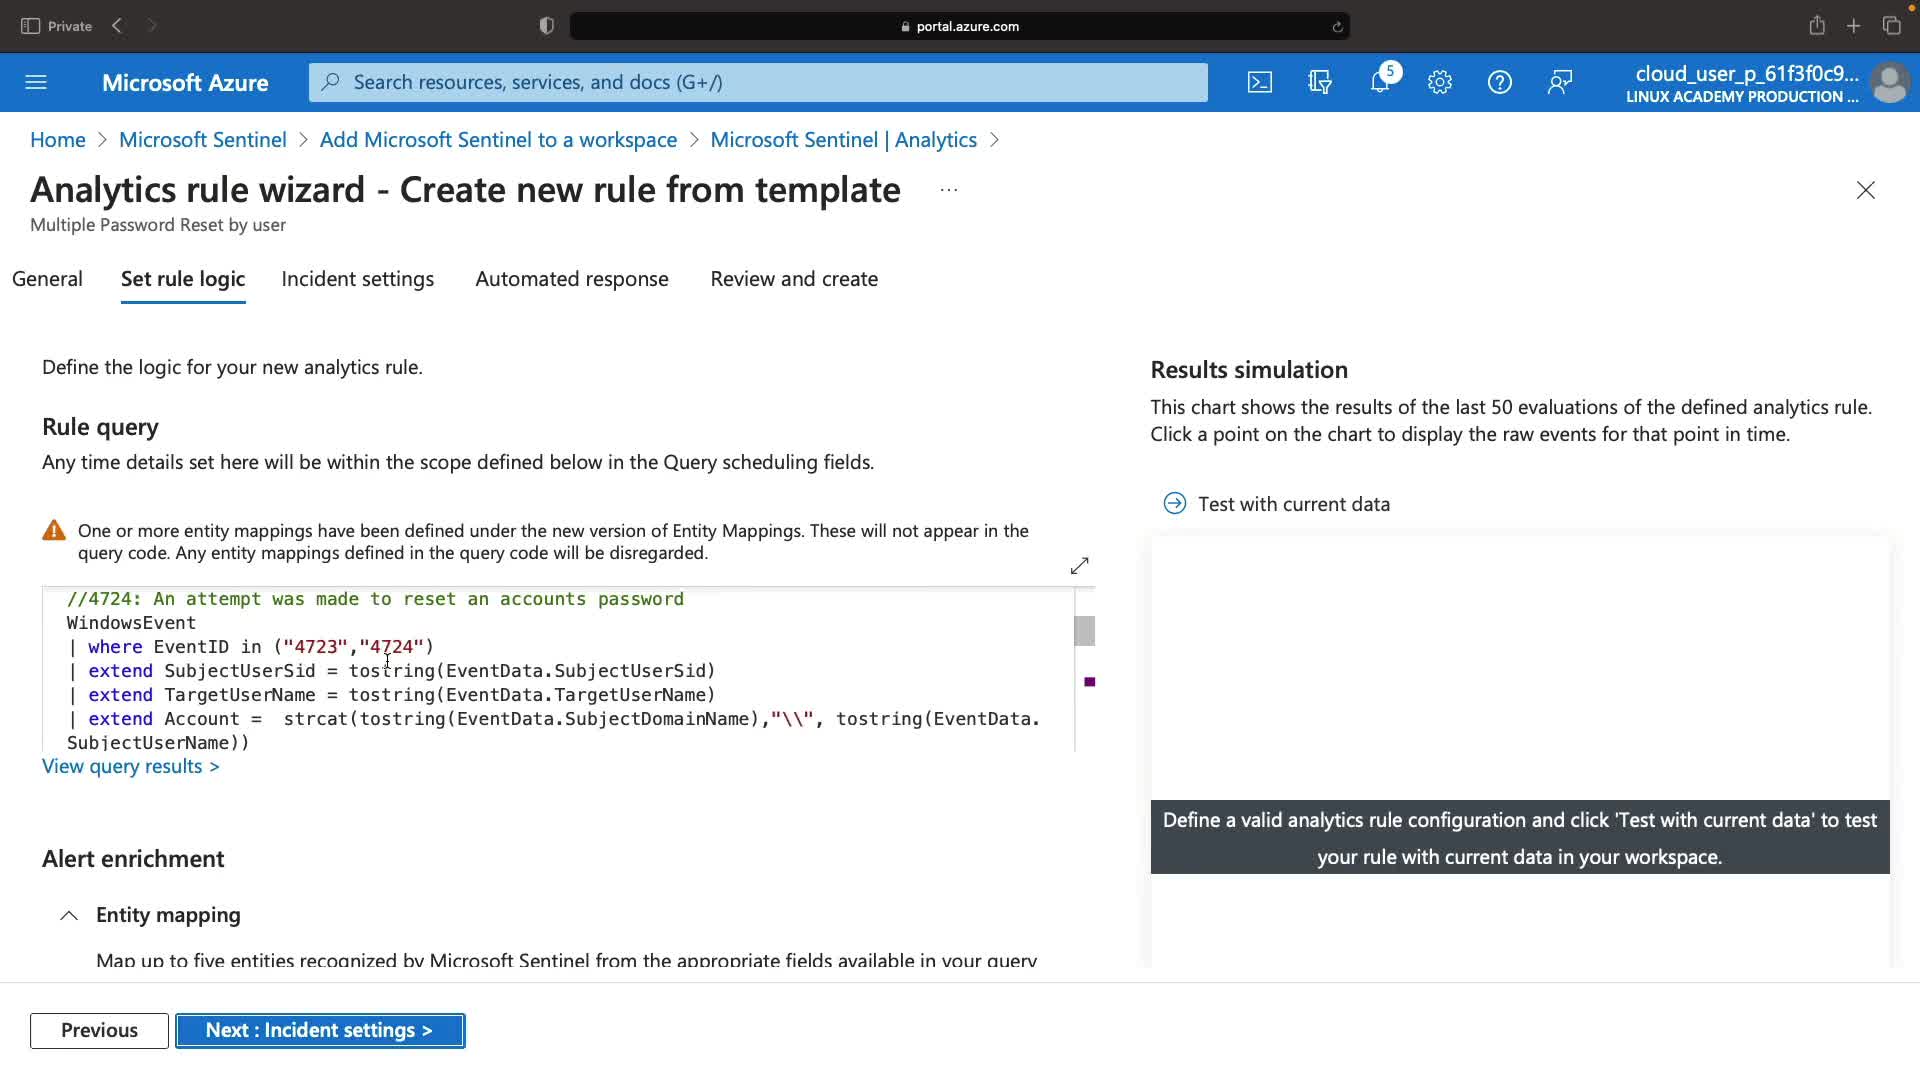 Private
portal.azure.com
Microsoft Azure
Search resources, services, and docs (G+/)
5
cloud_user_p_61f3f0c9...
LINUX ACADEMY PRODUCTION ...
Home > Microsoft Sentinel > Add Microsoft Sentinel to a workspace > Microsoft Sentinel | Analytics >
Analytics rule wizard - Create new rule from template ...
Multiple Password Reset by user
General Set rule logic Incident settings Automated response Review and create
Define the logic for your new analytics rule.
Rule query
Any time details set here will be within the scope defined below in the Query scheduling fields.
One or more entity mappings have been defined under the new version of Entity Mappings. These will not appear in the
query code. Any entity mappings defined in the query code will be disregarded.
//4724: An attempt was made to reset an accounts password
WindowsEvent
| where EventID in ("4723","4724")
| extend SubjectUserSid = tostring(EventData.SubjectUserSid)
| extend TargetUserName = tostring(EventData.TargetUserName)
| extend Account =  strcat(tostring(EventData.SubjectDomainName),"\\", tostring(EventData.
SubjectUserName))
View query results >
Alert enrichment
Entity mapping
Map up to five entities recognized by Microsoft Sentinel from the appropriate fields available in your query
Results simulation
This chart shows the results of the last 50 evaluations of the defined analytics rule.
Click a point on the chart to display the raw events for that point in time.
Test with current data
Define a valid analytics rule configuration and click 'Test with current data' to test
your rule with current data in your workspace.
Previous
Next : Incident settings >